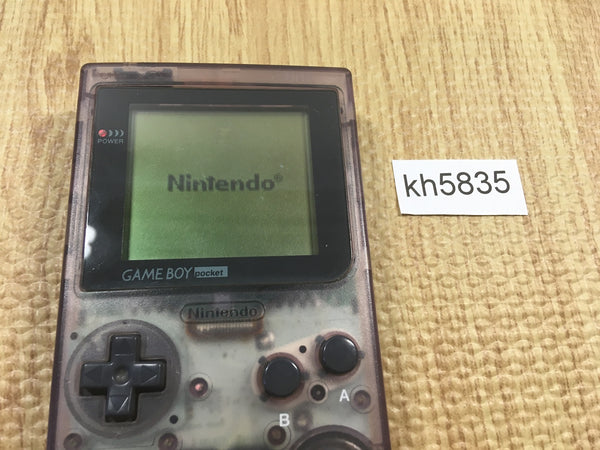 POWER
Nintendo®
kh5835
GAME BOY pocket
Nintendo
A
B